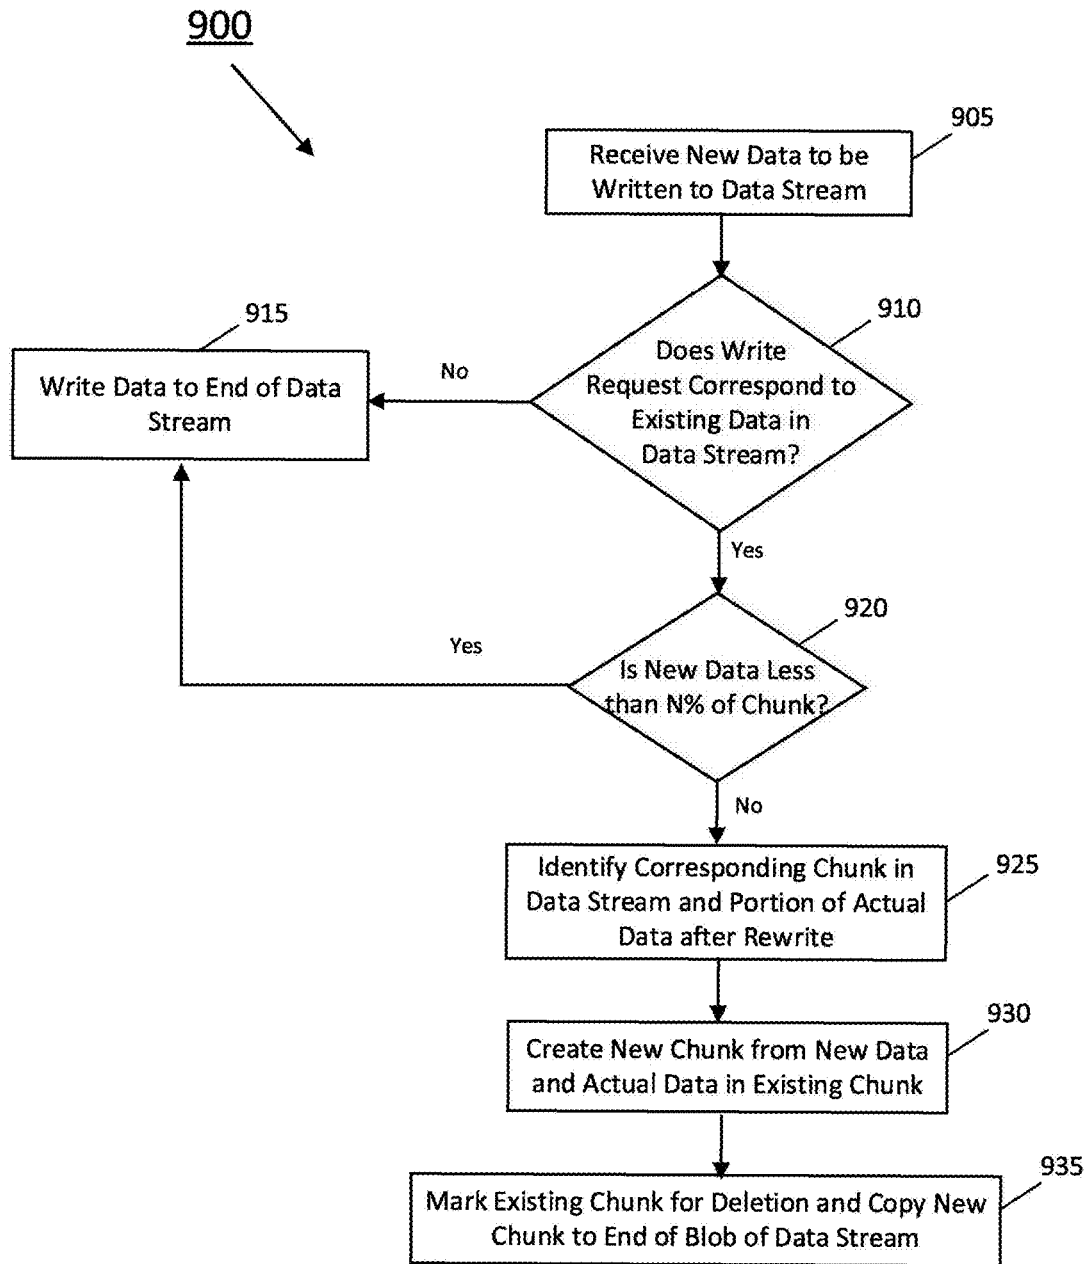 900
905
Receive New Data to be
Written to Data Stream
910
Does Write
Request Correspond to
Existing Data in
Data Stream?
No
915
Write Data to End of Data
Stream
Yes
920
Is New Data Less
than N% of Chunk?
Yes
No
925
Identify Corresponding Chunk in
Data Stream and Portion of Actual
Data after Rewrite
930
Create New Chunk from New Data
and Actual Data in Existing Chunk
935
Mark Existing Chunk for Deletion and Copy New
Chunk to End of Blob of Data Stream